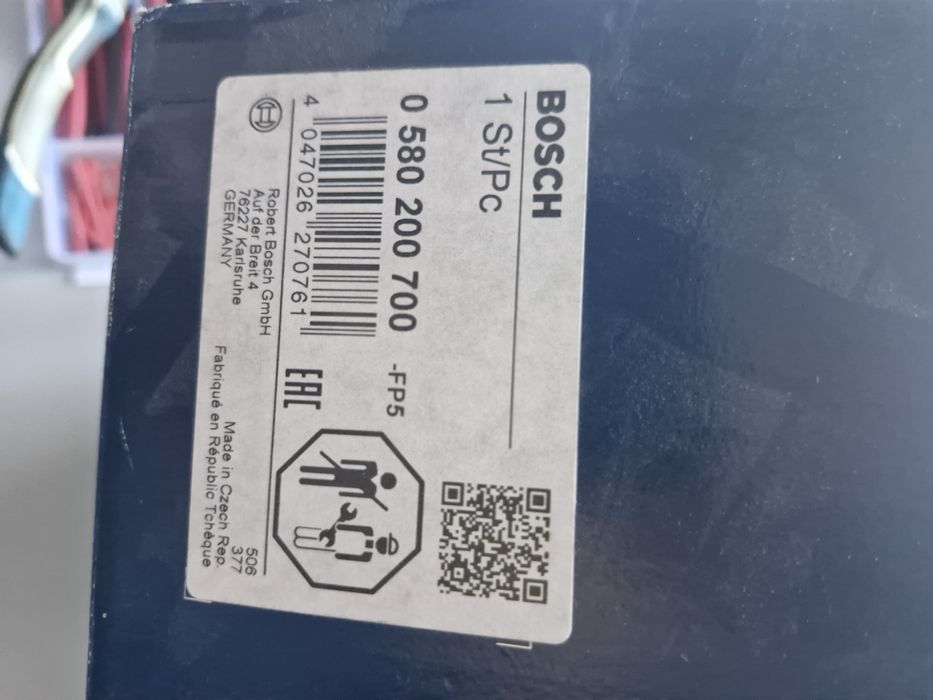 BOSCH
1 St/Pc
0 580 200 700 -FP5
4 047026 270761
EAC
Robert Bosch GmbH
Auf der Breit 4
76227 Karlsruhe
GERMANY
506
377
Made in Czech Rep.
Fabriqué en Républic Tchèque